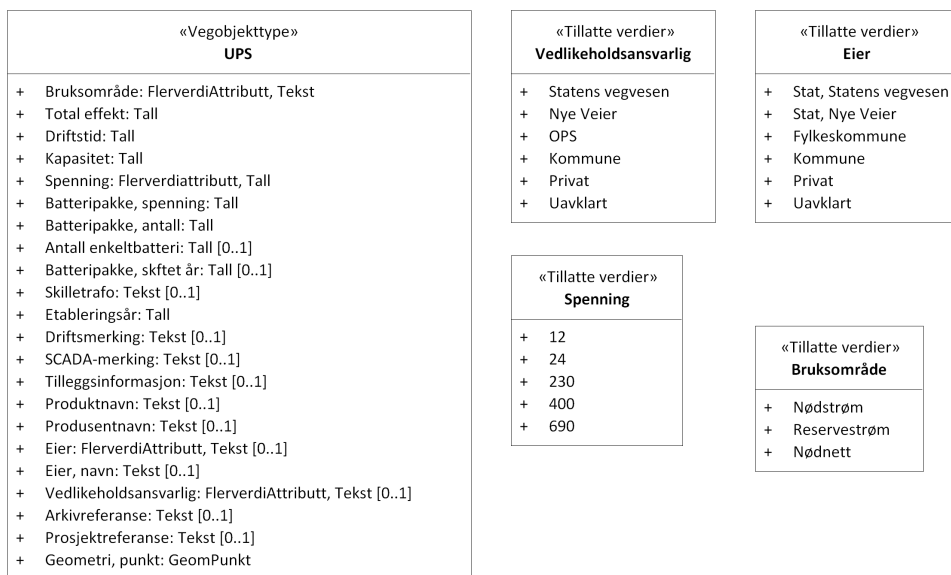 «Vegobjekttype»
UPS
+ Bruksområde: FlerverdiAttributt, Tekst
+ Total effekt: Tall
+ Driftstid: Tall
+ Kapasitet: Tall
+ Spenning: Flerverdiattributt, Tall
+ Batteripakke, spenning: Tall
+ Batteripakke, antall: Tall
+ Antall enkeltbatteri: Tall [0..1]
+ Batteripakke, skftet år: Tall [0..1]
+ Skilletrafo: Tekst [0..1]
+ Etableringsår: Tall
+ Driftsmerking: Tekst [0..1]
+ SCADA-merking: Tekst [0..1]
+ Tilleggsinformasjon: Tekst [0..1]
+ Produktnavn: Tekst [0..1]
+ Produsentnavn: Tekst [0..1]
+ Eier: FlerverdiAttributt, Tekst [0..1]
+ Eier, navn: Tekst [0..1]
+ Vedlikeholdsansvarlig: FlerverdiAttributt, Tekst [0..1]
+ Arkivreferanse: Tekst [0..1]
+ Prosjektreferanse: Tekst [0..1]
+ Geometri, punkt: GeomPunkt
«Tillatte verdier»
Vedlikeholdsansvarlig
+ Statens vegvesen
+ Nye Veier
+ OPS
+ Kommune
+ Privat
+ Uavklart
«Tillatte verdier»
Eier
+ Stat, Statens vegvesen
+ Stat, Nye Veier
+ Fylkeskommune
+ Kommune
+ Privat
+ Uavklart
«Tillatte verdier»
Spenning
+ 12
+ 24
+ 230
+ 400
+ 690
«Tillatte verdier»
Bruksområde
+ Nødstrøm
+ Reservestrøm
+ Nødnett